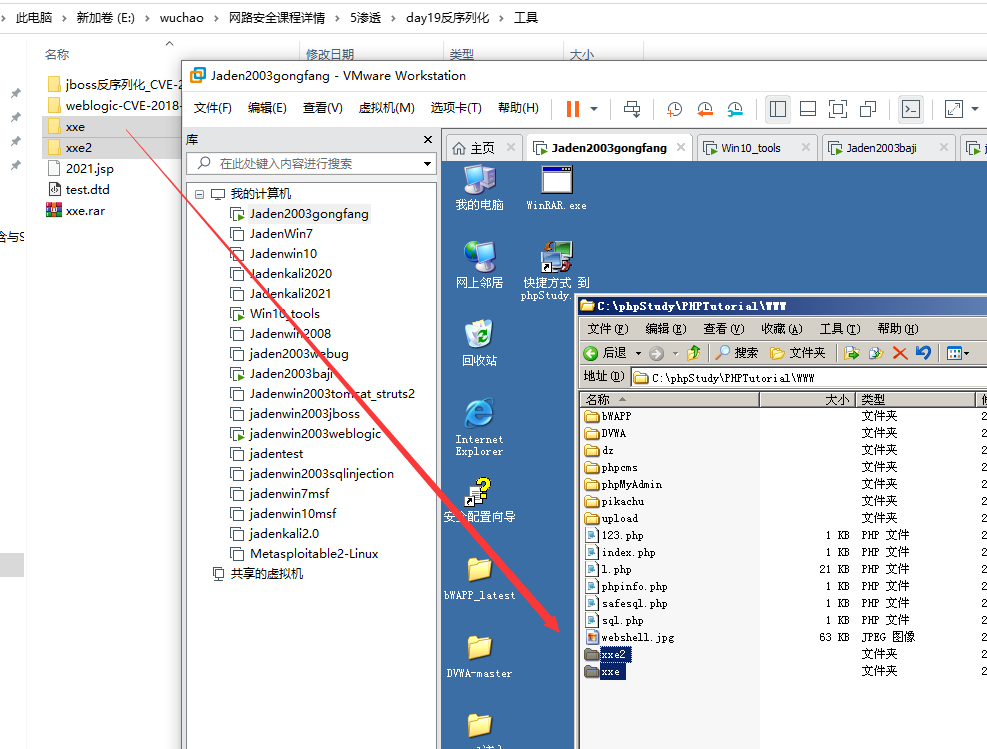 此电脑 › 新加卷 (E:) › wuchao › 网路安全课程详情 › 5渗透 › day19反序列化 › 工具
名称 修改日期 类型 大小
jboss反序列化_CVE-2
weblogic-CVE-2018-
xxe
xxe2
2021.jsp
test.dtd
xxe.rar
含与S
Jaden2003gongfang - VMware Workstation
文件(F) 编辑(E) 查看(V) 虚拟机(M) 选项卡(T) 帮助(H)
库
在此处键入内容进行搜索
我的计算机
Jaden2003gongfang
JadenWin7
Jadenwin10
Jadenkali2020
Jadenkali2021
Win10_tools
Jadenwin2008
jaden2003webug
Jaden2003baji
Jadenwin2003tomcat_struts2
jadenwin2003jboss
jadenwin2003weblogic
jadentest
jadenwin2003sqlinjection
jadenwin7msf
jadenwin10msf
jadenkali2.0
Metasploitable2-Linux
共享的虚拟机
主页 Jaden2003gongfang Win10_tools Jaden2003baji
我的电脑
WinRAR.exe
网上邻居
快捷方式 到
phpStudy.
回收站
Internet
Explorer
安全配置向导
bWAPP_latest
DVWA-master
C:\phpStudy\PHPTutorial\WWW
文件(F) 编辑(E) 查看(V) 收藏(A) 工具(T) 帮助(H)
后退 搜索 文件夹
地址(D) C:\phpStudy\PHPTutorial\WWW
名称 大小 类型
bWAPP 文件夹
DVWA 文件夹
dz 文件夹
phpcms 文件夹
phpMyAdmin 文件夹
pikachu 文件夹
upload 文件夹
123.php 1 KB PHP 文件
index.php 1 KB PHP 文件
l.php 21 KB PHP 文件
phpinfo.php 1 KB PHP 文件
safesql.php 1 KB PHP 文件
sql.php 1 KB PHP 文件
webshell.jpg 63 KB JPEG 图像
xxe2 文件夹
xxe 文件夹